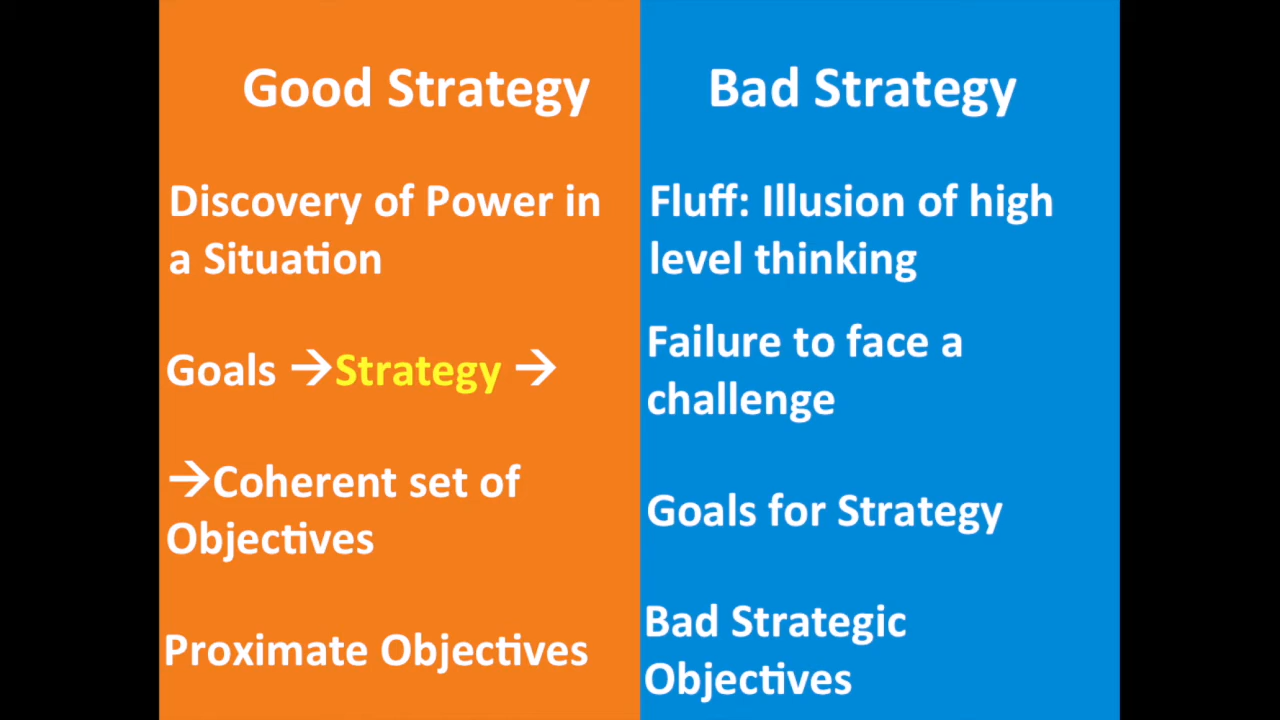 Good Strategy
Discovery of Power in
a Situation
Goals →Strategy →
→Coherent set of
Objectives
Proximate Objectives
Bad Strategy
Fluff: Illusion of high
level thinking
Failure to face a
challenge
Goals for Strategy
Bad Strategic
Objectives